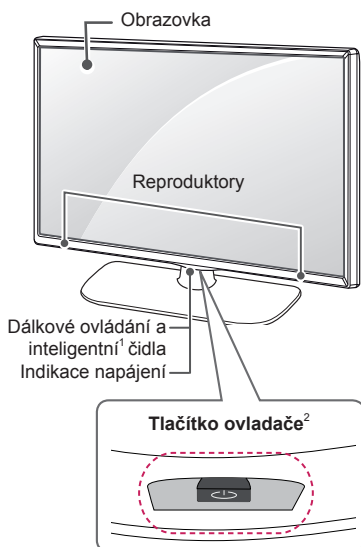 Obrazovka
Reproduktory
Dálkové ovládání a
inteligentní¹ čidla
Indikace napájení
Tlačítko ovladače²